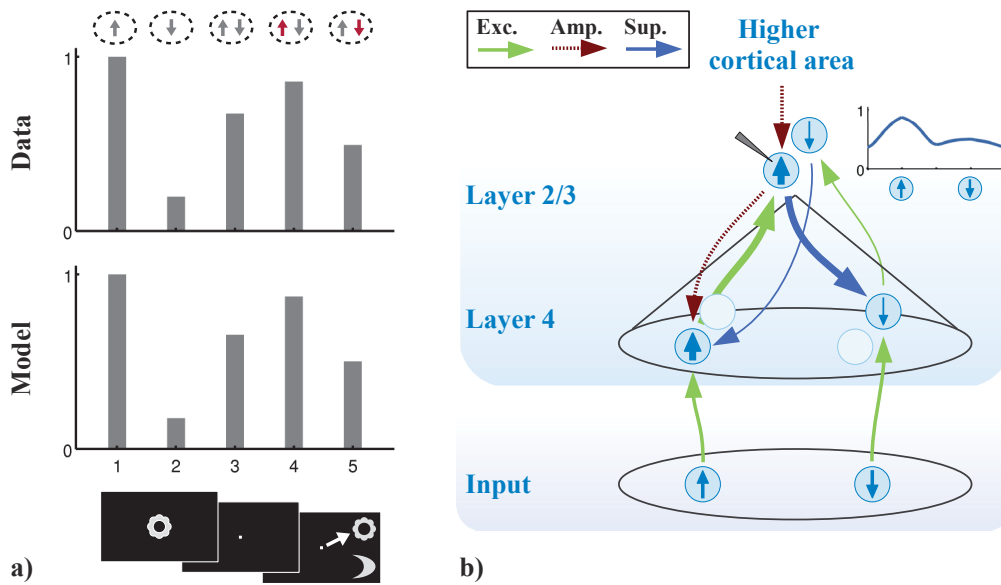 1
Data
0
1
Model
0
1 2 3 4 5
a)
Exc. Amp. Sup.
Higher
cortical area
1
0
Layer 2/3
Layer 4
Input
b)